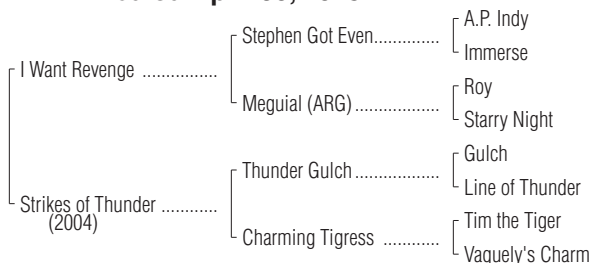 Stephen Got Even
A.P. Indy
Immerse
I Want Revenge
Meguial (ARG)
Roy
Starry Night
Thunder Gulch
Gulch
Line of Thunder
Strikes of Thunder
(2004)
Charming Tigress
Tim the Tiger
Vaguely's Charm